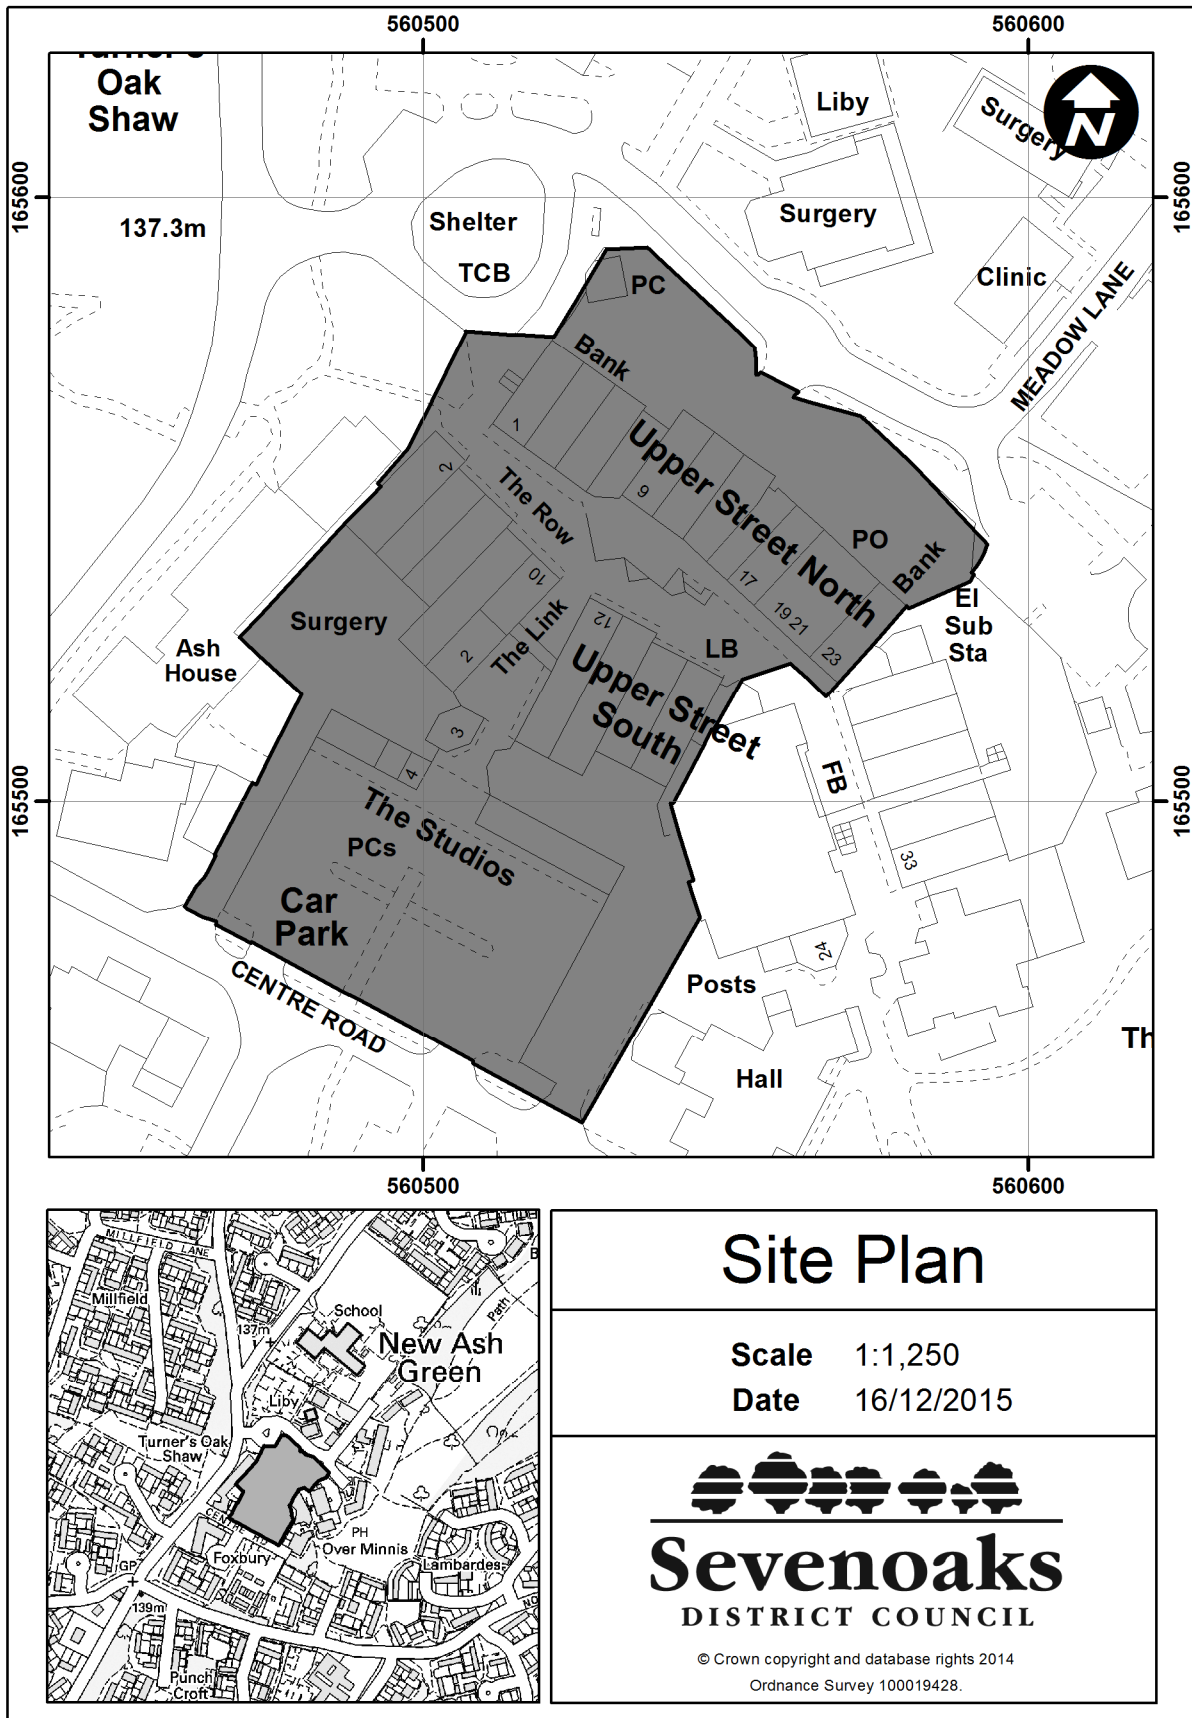 560500
560600
Oak
Shaw
Liby
Surgery
165600
165600
137.3m
Shelter
Surgery
TCB
PC
Clinic
MEADOW LANE
Bank
1
2
Upper Street North
The Row
9
PO
Bank
17
10
El
Sub
Sta
19 21
Surgery
The Link
12
LB
Ash
House
2
23
Upper Street
South
3
4
FB
165500
165500
The Studios
PCs
33
Car
Park
24
CENTRE ROAD
Posts
Th
Hall
560500
560600
MILLFIELD LANE
B
Millfield
School
Path
137m
New Ash
Green
Liby
Turner's Oak
Shaw
CENTRE RD
PH
Over Minnis
Foxbury
GP
Lambardes
139m
NO
Punch
Croft
Site Plan
Scale 1:1,250
Date 16/12/2015
Sevenoaks
DISTRICT COUNCIL
© Crown copyright and database rights 2014
Ordnance Survey 100019428.